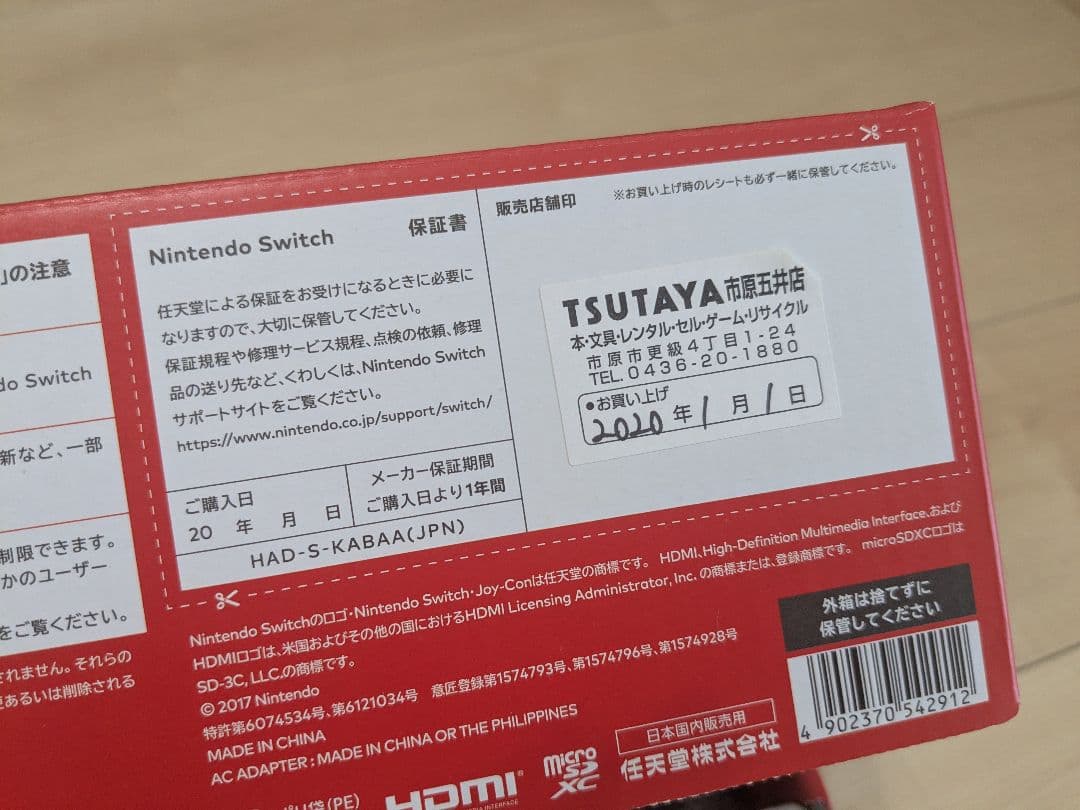 」の注意
do Switch
新など、一部
制限できます。
かのユーザー
をご覧ください。
されません。それらの
更あるいは削除される
Nintendo Switch 保証書
任天堂による保証をお受けになるときに必要に
なりますので、大切に保管してください。
保証規程や修理サービス規程、点検の依頼、修理
品の送り先など、くわしくは、Nintendo Switch
サポートサイトをご覧ください。
https://www.nintendo.co.jp/support/switch/
ご購入日
20 年 月 日
メーカー保証期間
ご購入日より1年間
HAD-S-KABAA(JPN)
販売店舗印
※お買い上げ時のレシートも必ず一緒に保管してください。
TSUTAYA市原五井店
本・文具・レンタル・セル・ゲーム・リサイクル
市原市更級4丁目1-24
TEL.0436-20-1880
●お買い上げ
2020年1月1日
Nintendo Switchのロゴ・Nintendo Switch・Joy-Conは任天堂の商標です。 HDMI、High-Definition Multimedia Interface、および
HDMIロゴは、米国およびその他の国におけるHDMI Licensing Administrator, Inc. の商標または、登録商標です。 microSDXCロゴは
SD-3C, LLC.の商標です。
© 2017 Nintendo
特許第6074534号、第6121034号 意匠登録第1574793号、第1574796号、第1574928号
MADE IN CHINA
AC ADAPTER : MADE IN CHINA OR THE PHILIPPINES
外箱は捨てずに
保管してください
4 902370 542912
日本国内販売用
任天堂株式会社
micro
SD
XC
HDMI
袋(PE)